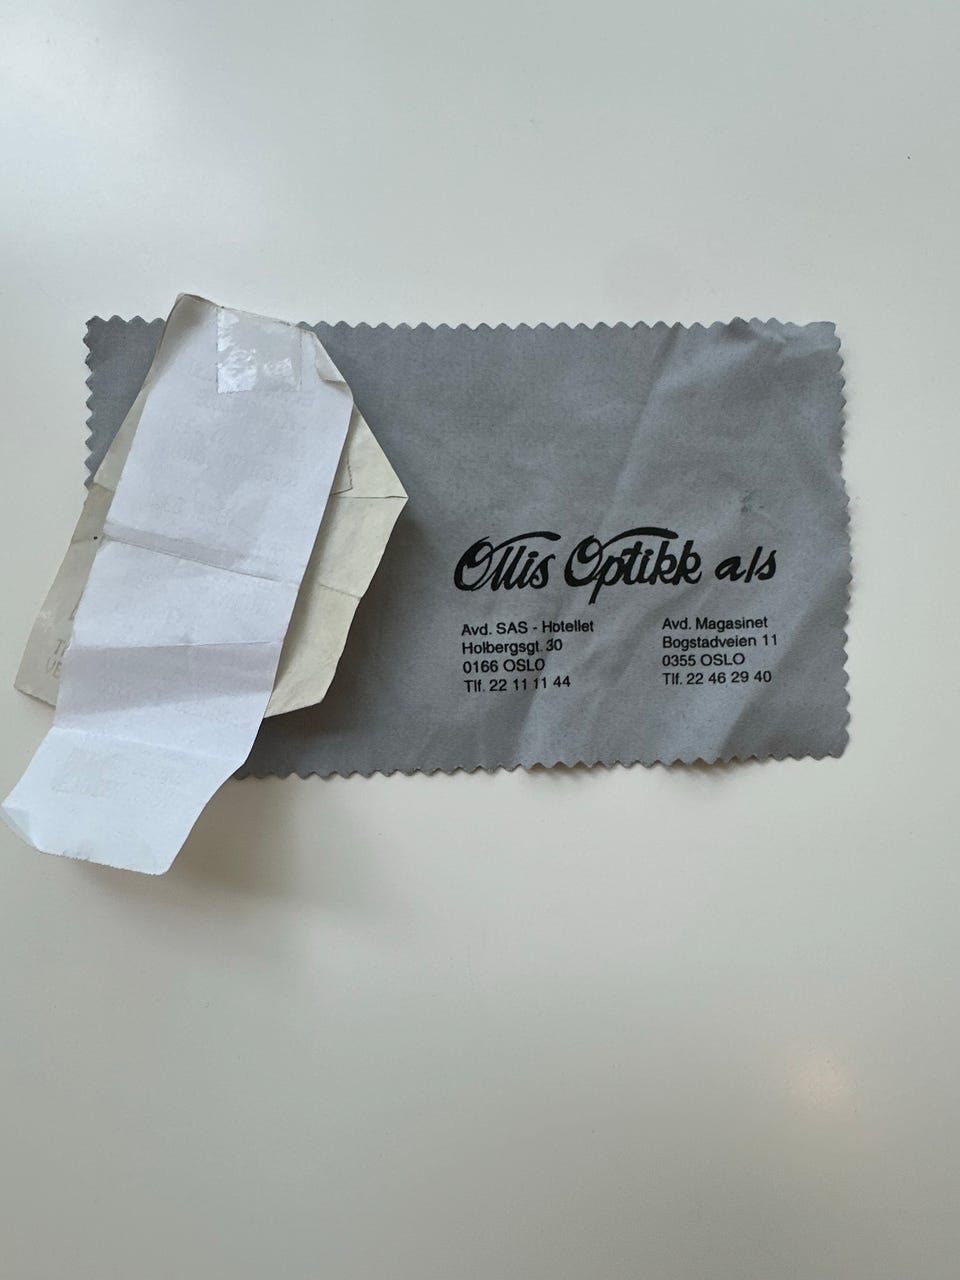 Ollis Optikk a/s
Avd. SAS - Hotellet
Holbergsgt. 30
0166 OSLO
Tlf. 22 11 11 44
Avd. Magasinet
Bogstadveien 11
0355 OSLO
Tlf. 22 46 29 40